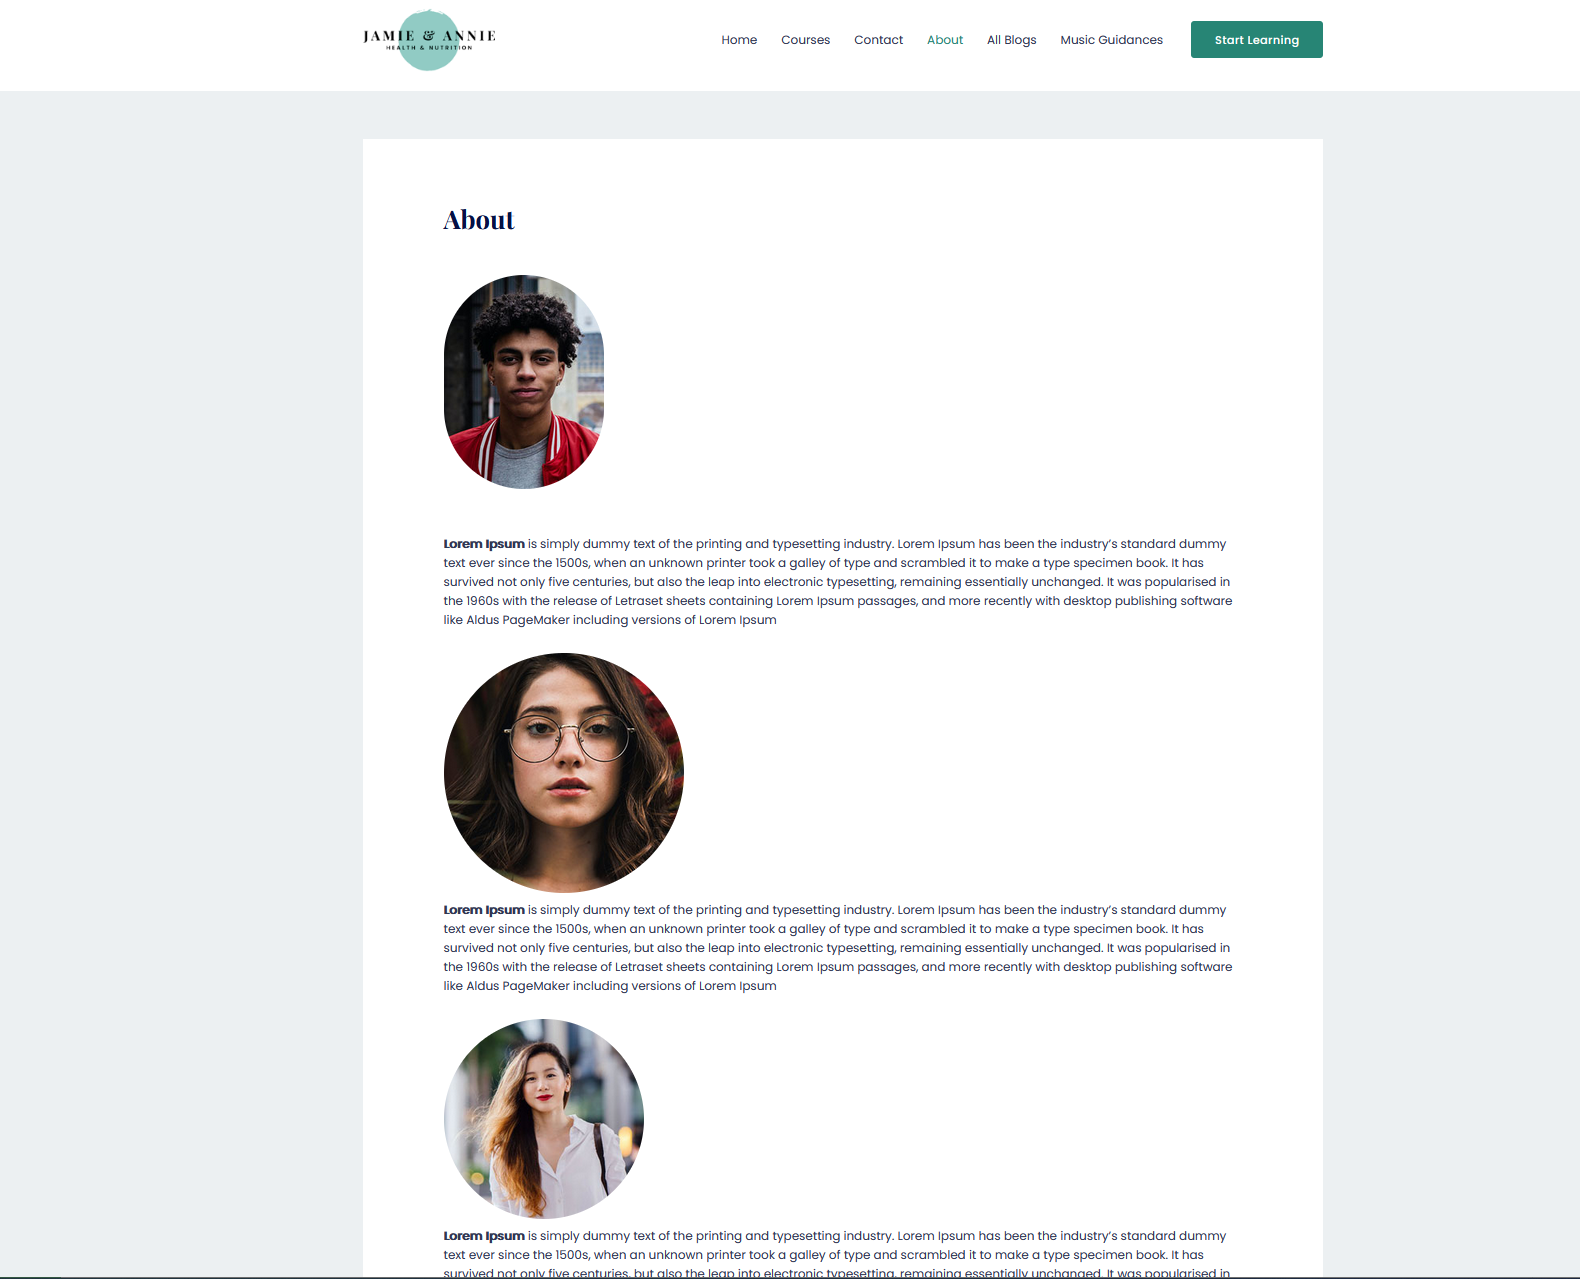 JAMIE & ANNIE
HEALTH & NUTRITION
Home Courses Contact About All Blogs Music Guidances Start Learning
About
Lorem Ipsum is simply dummy text of the printing and typesetting industry. Lorem Ipsum has been the industry’s standard dummy
text ever since the 1500s, when an unknown printer took a galley of type and scrambled it to make a type specimen book. It has
survived not only five centuries, but also the leap into electronic typesetting, remaining essentially unchanged. It was popularised in
the 1960s with the release of Letraset sheets containing Lorem Ipsum passages, and more recently with desktop publishing software
like Aldus PageMaker including versions of Lorem Ipsum
Lorem Ipsum is simply dummy text of the printing and typesetting industry. Lorem Ipsum has been the industry’s standard dummy
text ever since the 1500s, when an unknown printer took a galley of type and scrambled it to make a type specimen book. It has
survived not only five centuries, but also the leap into electronic typesetting, remaining essentially unchanged. It was popularised in
the 1960s with the release of Letraset sheets containing Lorem Ipsum passages, and more recently with desktop publishing software
like Aldus PageMaker including versions of Lorem Ipsum
Lorem Ipsum is simply dummy text of the printing and typesetting industry. Lorem Ipsum has been the industry’s standard dummy
text ever since the 1500s, when an unknown printer took a galley of type and scrambled it to make a type specimen book. It has
survived not only five centuries, but also the leap into electronic typesetting, remaining essentially unchanged. It was popularised in